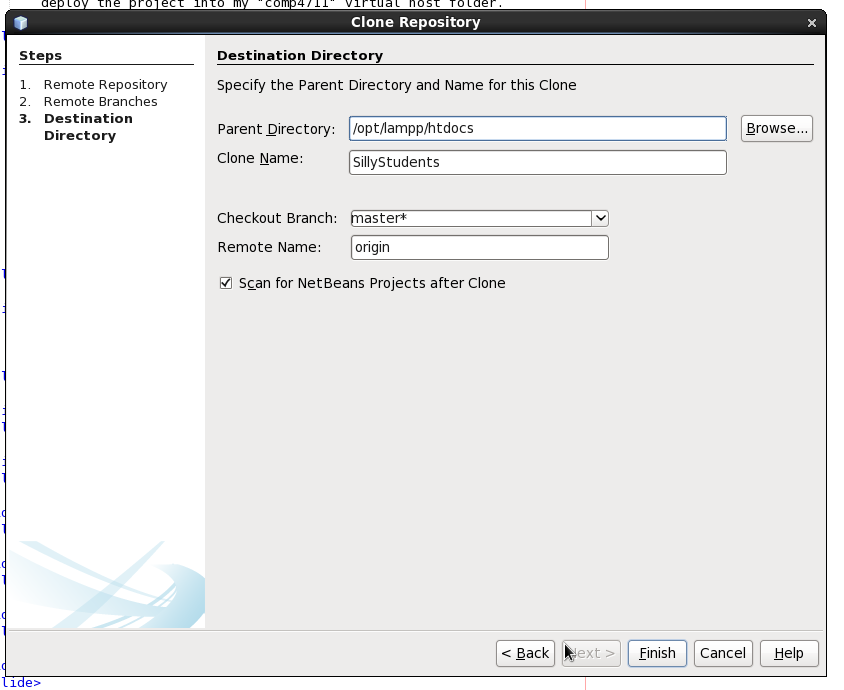 deploy the project into my "comp4711" virtual host folder.
Clone Repository
Steps
1. Remote Repository
2. Remote Branches
3. Destination
Directory
Destination Directory
Specify the Parent Directory and Name for this Clone
Parent Directory: /opt/lampp/htdocs Browse...
Clone Name: SillyStudents
Checkout Branch: master*
Remote Name: origin
Scan for NetBeans Projects after Clone
< Back Next > Finish Cancel Help
lide>